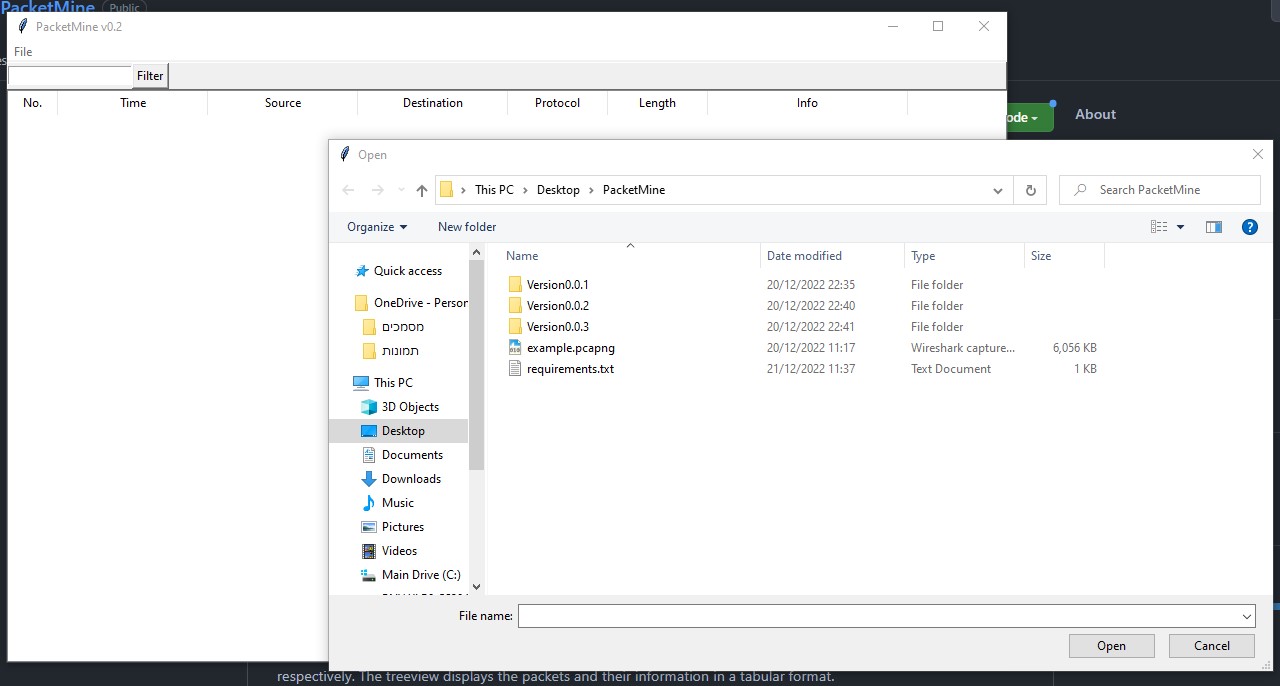 PacketMine Public
PacketMine v0.2
File
Filter
No. Time Source Destination Protocol Length Info
ode
About
Open
This PC Desktop PacketMine
Search PacketMine
Organize New folder
Name Date modified Type Size
Quick access
OneDrive - Person
מסמכים
תמונות
This PC
3D Objects
Desktop
Documents
Downloads
Music
Pictures
Videos
Main Drive (C:)
Version0.0.1 20/12/2022 22:35 File folder
Version0.0.2 20/12/2022 22:40 File folder
Version0.0.3 20/12/2022 22:41 File folder
example.pcapng 20/12/2022 11:17 Wireshark capture... 6,056 KB
requirements.txt 21/12/2022 11:37 Text Document 1 KB
File name:
Open Cancel
respectively. The treeview displays the packets and their information in a tabular format.